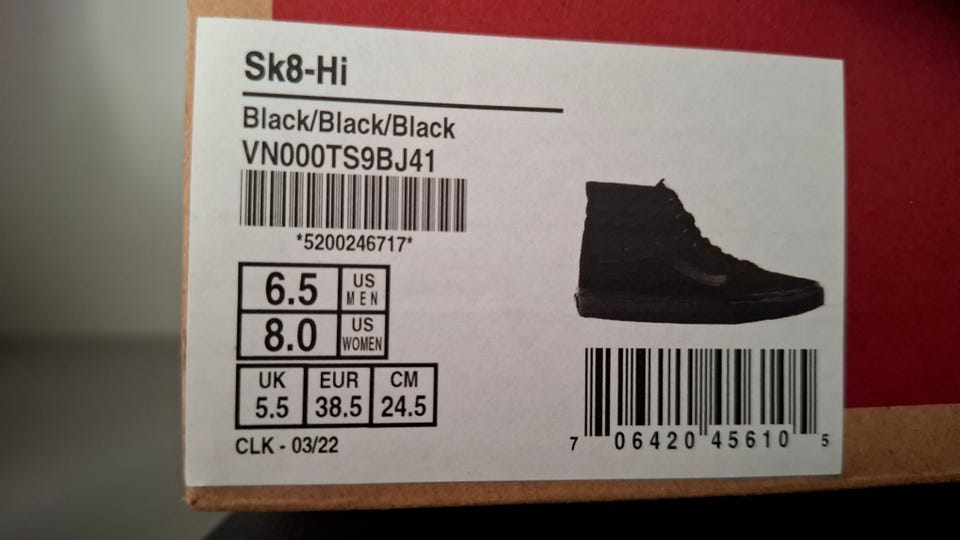 Sk8-Hi
Black/Black/Black
VN000TS9BJ41
*5200246717*
6.5 US MEN
8.0 US WOMEN
UK EUR CM
5.5 38.5 24.5
CLK - 03/22
7 06420 45610 5